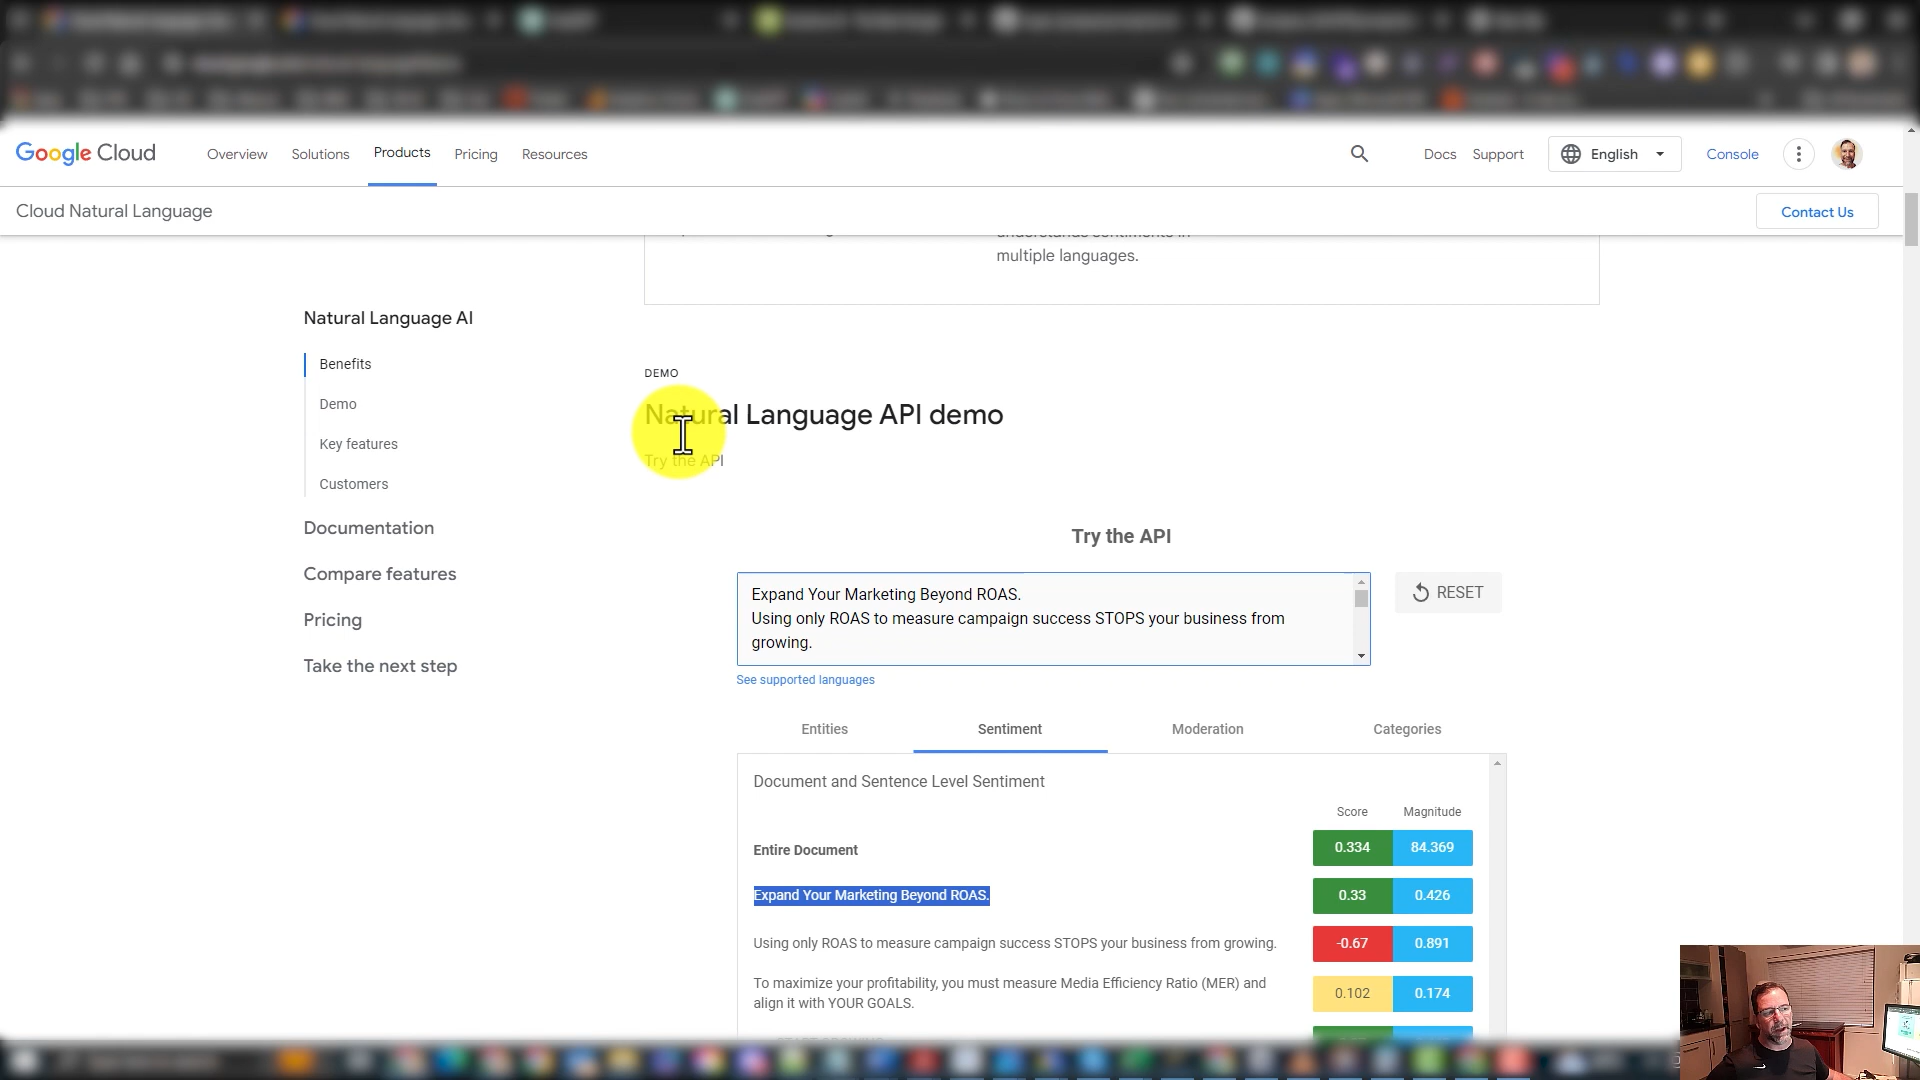 Google Cloud
Overview
Solutions
Products
Pricing
Resources
Docs
Support
English
Console
Cloud Natural Language
Contact Us
multiple languages.
Natural Language AI
Benefits
Demo
Key features
Customers
Documentation
Compare features
Pricing
Take the next step
DEMO
Natural Language API demo
Try the API
Try the API
Expand Your Marketing Beyond ROAS.
Using only ROAS to measure campaign success STOPS your business from
growing.
RESET
See supported languages
Entities
Sentiment
Moderation
Categories
Document and Sentence Level Sentiment
Score Magnitude
Entire Document 0.334 84.369
Expand Your Marketing Beyond ROAS. 0.33 0.426
Using only ROAS to measure campaign success STOPS your business from growing. -0.67 0.891
To maximize your profitability, you must measure Media Efficiency Ratio (MER) and
align it with YOUR GOALS. 0.102 0.174